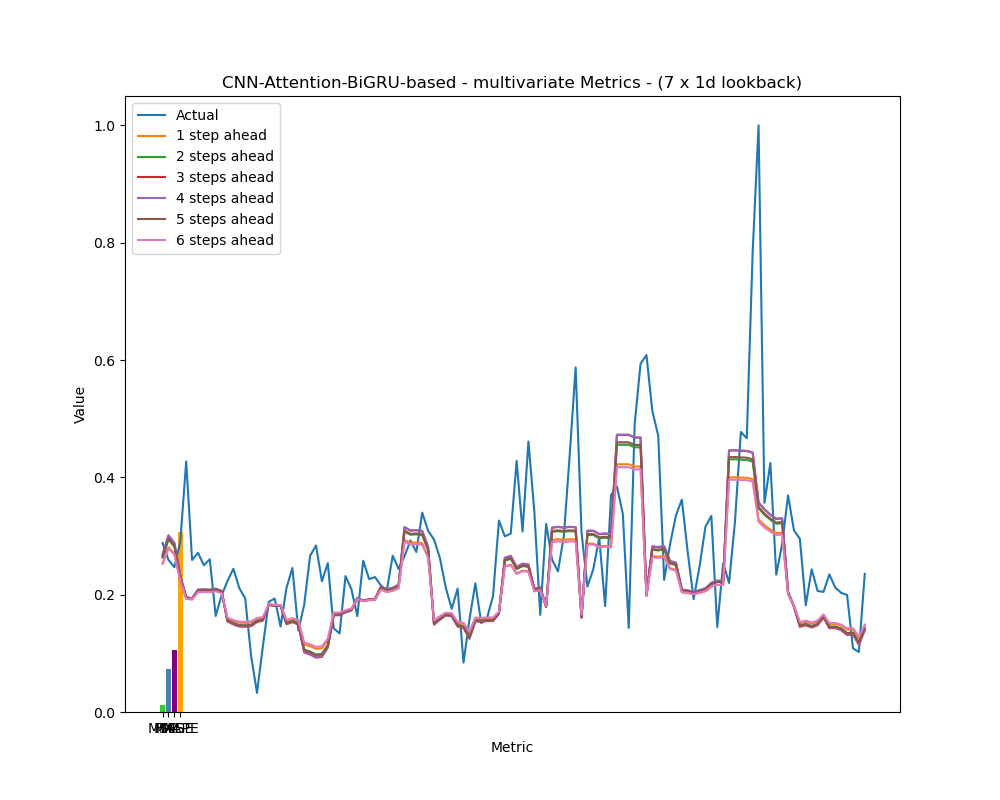 CNN-Attention-BiGRU-based - multivariate Metrics - (7 x 1d lookback)
Actual
1 step ahead
2 steps ahead
3 steps ahead
4 steps ahead
5 steps ahead
6 steps ahead
1.0
0.8
0.6
0.4
0.2
0.0
Value
Metric